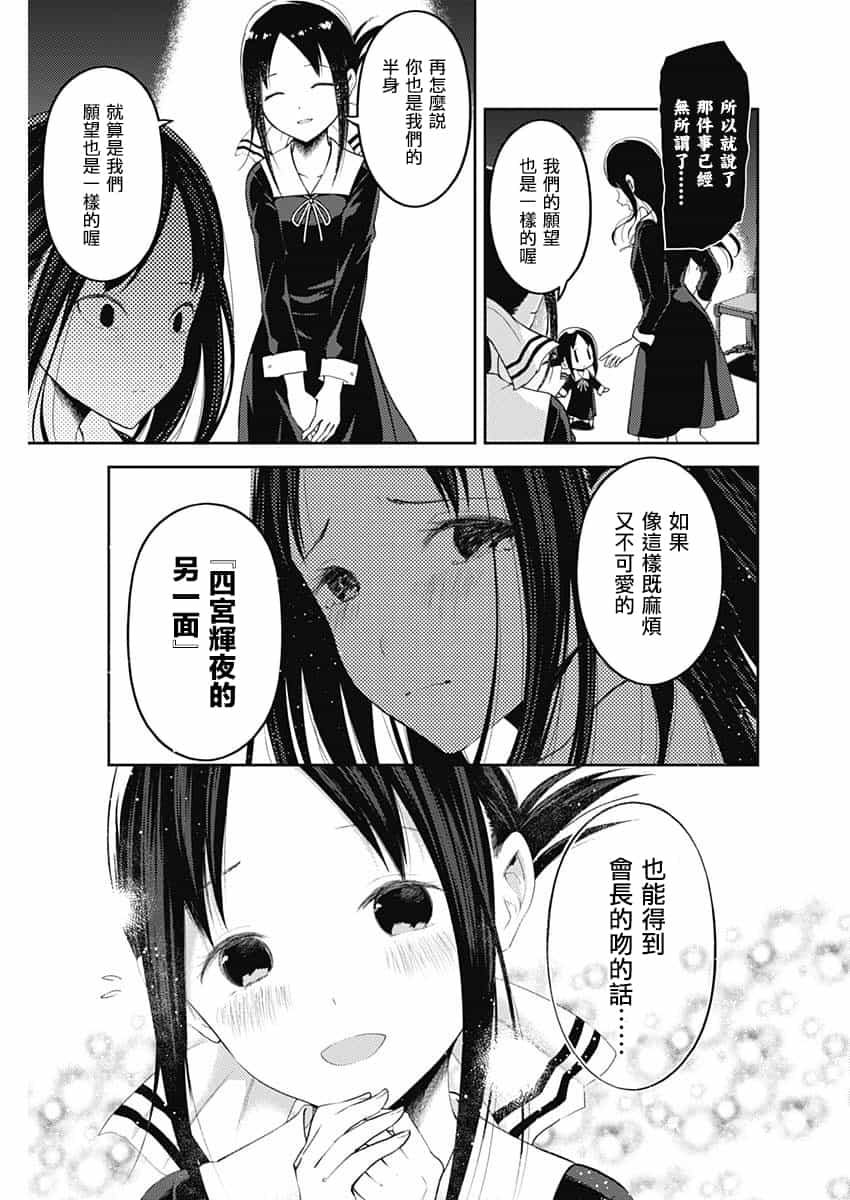 所以就說了
那件事已經
無所謂了……
我們的願望
也是一樣的喔
再怎麼說
你也是我們的
半身
就算是我們
願望也是一樣的喔
如果
像這樣既麻煩
又不可愛的
『四宮輝夜的
另一面』
也能得到
會長的吻的話……